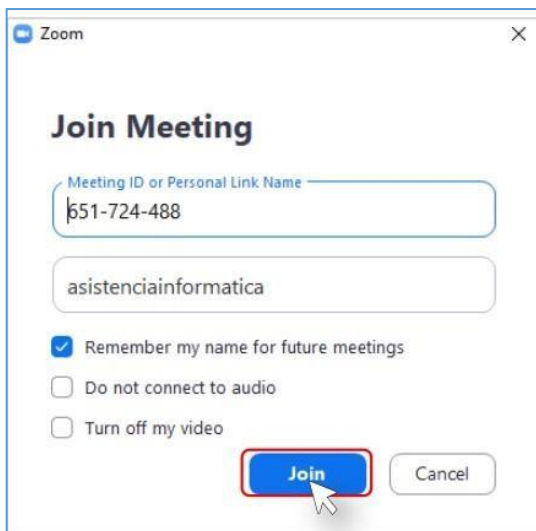 Zoom
Join Meeting
Meeting ID or Personal Link Name
651-724-488
asistenciainformatica
Remember my name for future meetings
Do not connect to audio
Turn off my video
Join Cancel